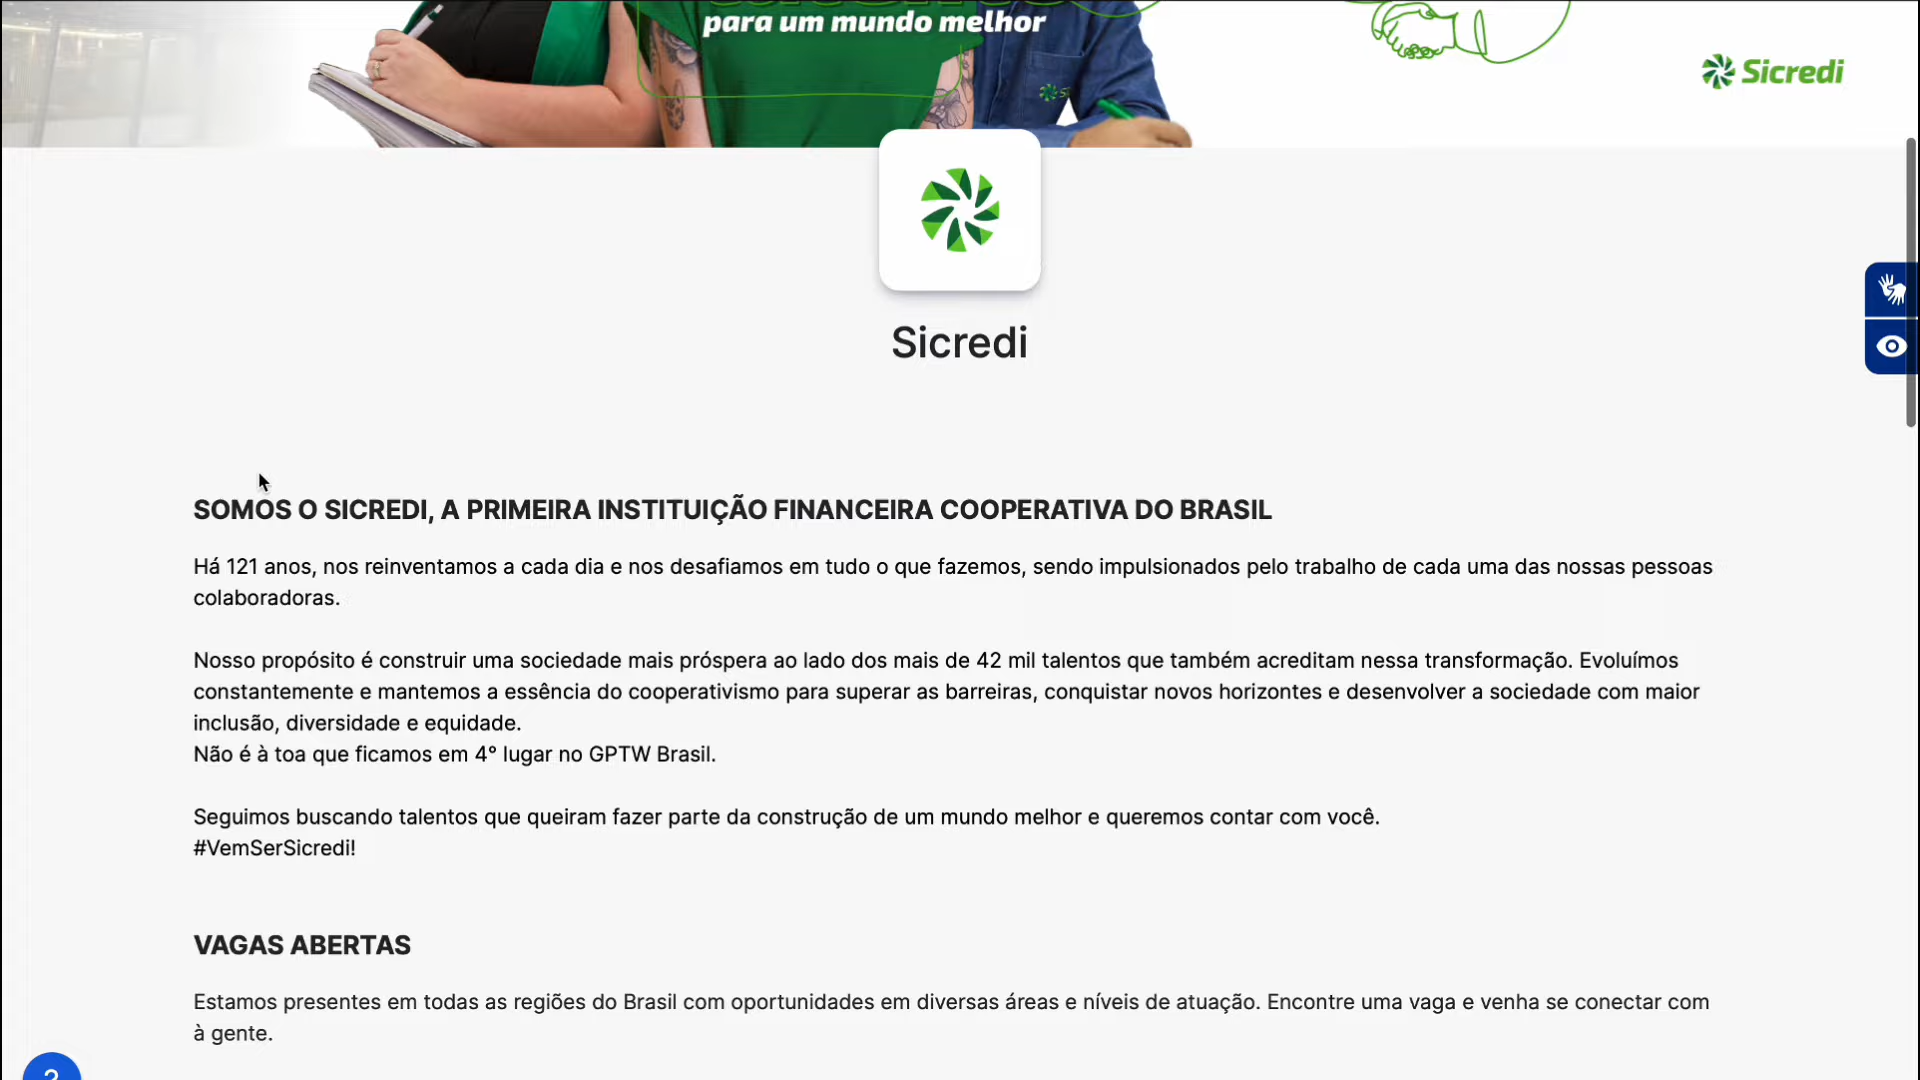 para um mundo melhor
Sicredi
Sicredi
SOMOS O SICREDI, A PRIMEIRA INSTITUIÇÃO FINANCEIRA COOPERATIVA DO BRASIL
Há 121 anos, nos reinventamos a cada dia e nos desafiamos em tudo o que fazemos, sendo impulsionados pelo trabalho de cada uma das nossas pessoas
colaboradoras.
Nosso propósito é construir uma sociedade mais próspera ao lado dos mais de 42 mil talentos que também acreditam nessa transformação. Evoluímos
constantemente e mantemos a essência do cooperativismo para superar as barreiras, conquistar novos horizontes e desenvolver a sociedade com maior
inclusão, diversidade e equidade.
Não é à toa que ficamos em 4° lugar no GPTW Brasil.
Seguimos buscando talentos que queiram fazer parte da construção de um mundo melhor e queremos contar com você.
#VemSerSicredi!
VAGAS ABERTAS
Estamos presentes em todas as regiões do Brasil com oportunidades em diversas áreas e níveis de atuação. Encontre uma vaga e venha se conectar com
à gente.